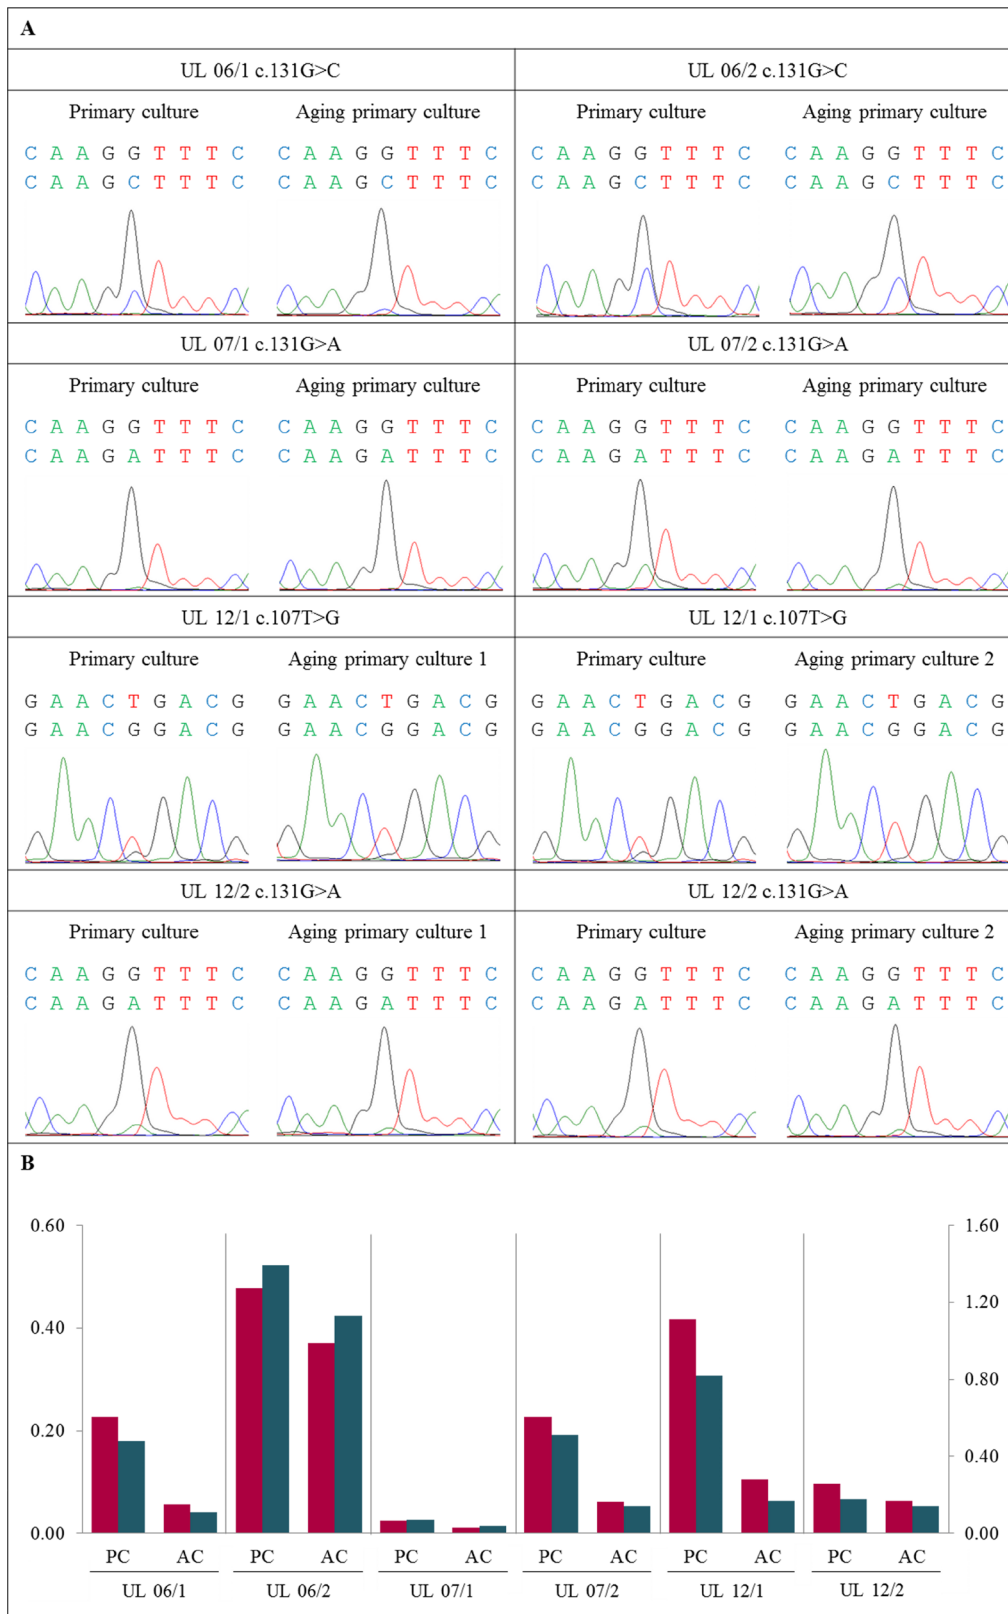 A
UL 06/1 c.131G>C UL 06/2 c.131G>C
Primary culture Aging primary culture Primary culture Aging primary culture
C A A G G T T T C C A A G G T T T C C A A G G T T T C C A A G G T T T C
C A A G C T T T C C A A G C T T T C C A A G C T T T C C A A G C T T T C
UL 07/1 c.131G>A UL 07/2 c.131G>A
Primary culture Aging primary culture Primary culture Aging primary culture
C A A G G T T T C C A A G G T T T C C A A G G T T T C C A A G G T T T C
C A A G A T T T C C A A G A T T T C C A A G A T T T C C A A G A T T T C
UL 12/1 c.107T>G UL 12/1 c.107T>G
Primary culture Aging primary culture 1 Primary culture Aging primary culture 2
G A A C T G A C G G A A C T G A C G G A A C T G A C G G A A C T G A C G
G A A C G G A C G G A A C G G A C G G A A C G G A C G G A A C G G A C G
UL 12/2 c.131G>A UL 12/2 c.131G>A
Primary culture Aging primary culture 1 Primary culture Aging primary culture 2
C A A G G T T T C C A A G G T T T C C A A G G T T T C C A A G G T T T C
C A A G A T T T C C A A G A T T T C C A A G A T T T C C A A G A T T T C
B
0.60 1.60
1.20
0.40
0.80
0.20
0.40
0.00 0.00
PC AC PC AC PC AC PC AC PC AC PC AC
UL 06/1 UL 06/2 UL 07/1 UL 07/2 UL 12/1 UL 12/2